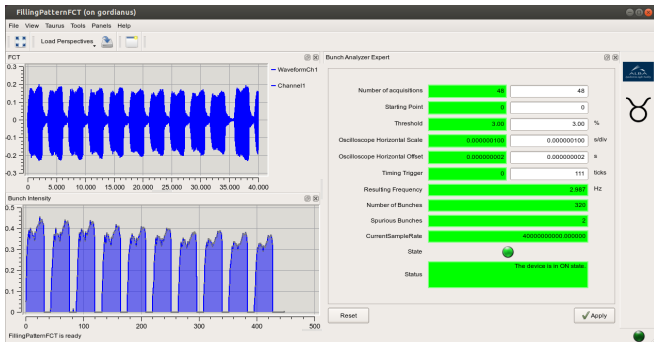 FillingPatternFCT (on gordianus)
File View Taurus Tools Panels Help
Load Perspectives
FCT
0.3
0.2
0.1
0
-0.1
-0.2
-0.3
0 5.000 10.000 15.000 20.000 25.000 30.000 35.000 40.000
WaveformCh1
Channel1
Bunch Intensity
0.5
0.4
0.3
0.2
0.1
0
0 100 200 300 400 500
Bunch Analyzer Expert
Number of acquisitions 48 48
Starting Point 0 0
Threshold 3.00 3.00 %
Oscilloscope Horizontal Scale 0.000000100 0.000000100 s/div
Oscilloscope Horizontal Offset 0.000000002 0.000000002 s
Timing Trigger 0 111 ticks
Resulting Frequency 2.987 Hz
Number of Bunches 320
Spurious Bunches 2
CurrentSampleRate 40000000000.000000
State
Status The device is in ON state.
Reset Apply
ALBA
FillingPatternFCT is ready